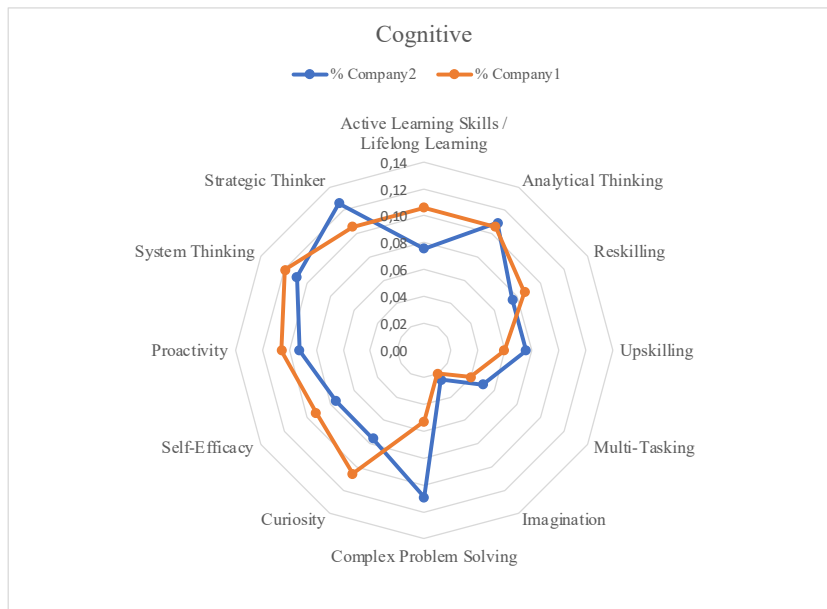 Cognitive
% Company2
% Company1
Active Learning Skills /
Lifelong Learning
0,14
0,12
0,10
0,08
0,06
0,04
0,02
0,00
Strategic Thinker
Analytical Thinking
System Thinking
Reskilling
Proactivity
Upskilling
Self-Efficacy
Multi-Tasking
Curiosity
Imagination
Complex Problem Solving